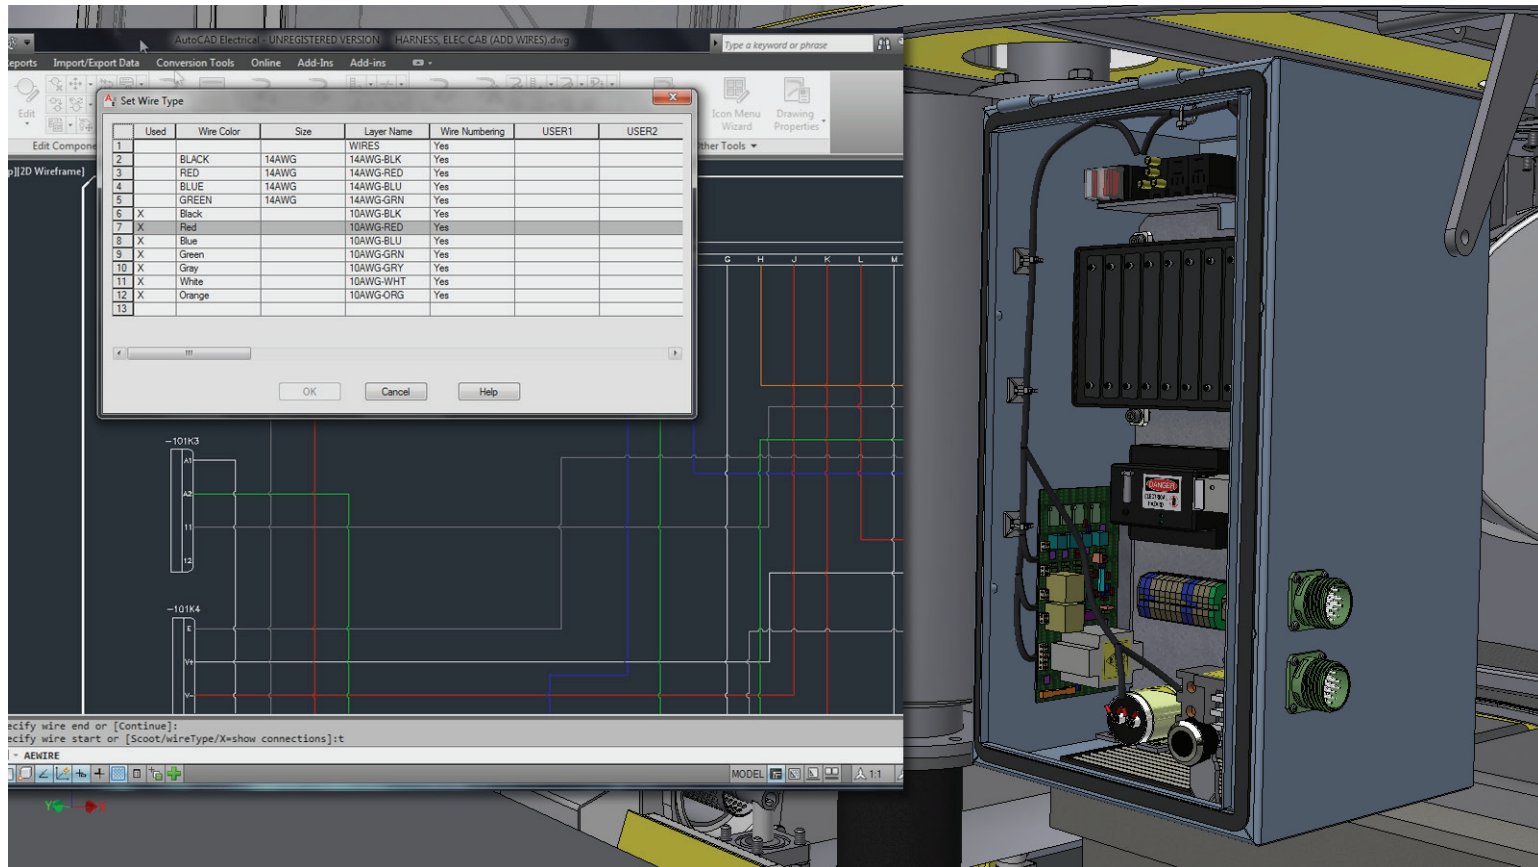 AutoCAD Electrical - UNREGISTERED VERSION HARNESS, ELEC CAB (ADD WIRES).dwg
Type a keyword or phrase
Import/Export Data Conversion Tools Online Add-Ins Add-ins
Edit
Icon Menu Wizard
Drawing Properties
Other Tools
Set Wire Type
Used Wire Color Size Layer Name Wire Numbering USER1 USER2
1 WIRES Yes
2 BLACK 14AWG 14AWG-BLK Yes
3 RED 14AWG 14AWG-RED Yes
4 BLUE 14AWG 14AWG-BLU Yes
5 GREEN 14AWG 14AWG-GRN Yes
6 X Black 10AWG-BLK Yes
7 X Red 10AWG-RED Yes
8 X Blue 10AWG-BLU Yes
9 X Green 10AWG-GRN Yes
10 X Gray 10AWG-GRY Yes
11 X White 10AWG-WHT Yes
12 X Orange 10AWG-ORG Yes
13
OK Cancel Help
2D Wireframe]
G H J K L M
-101K3
A1
A2
11
12
-101K4
E
V+
V-
ecify wire end or [Continue]:
ecify wire start or [Scoot/wireType/X=show connections]:t
- AEWIRE
MODEL
1:1
Y X
DANGER